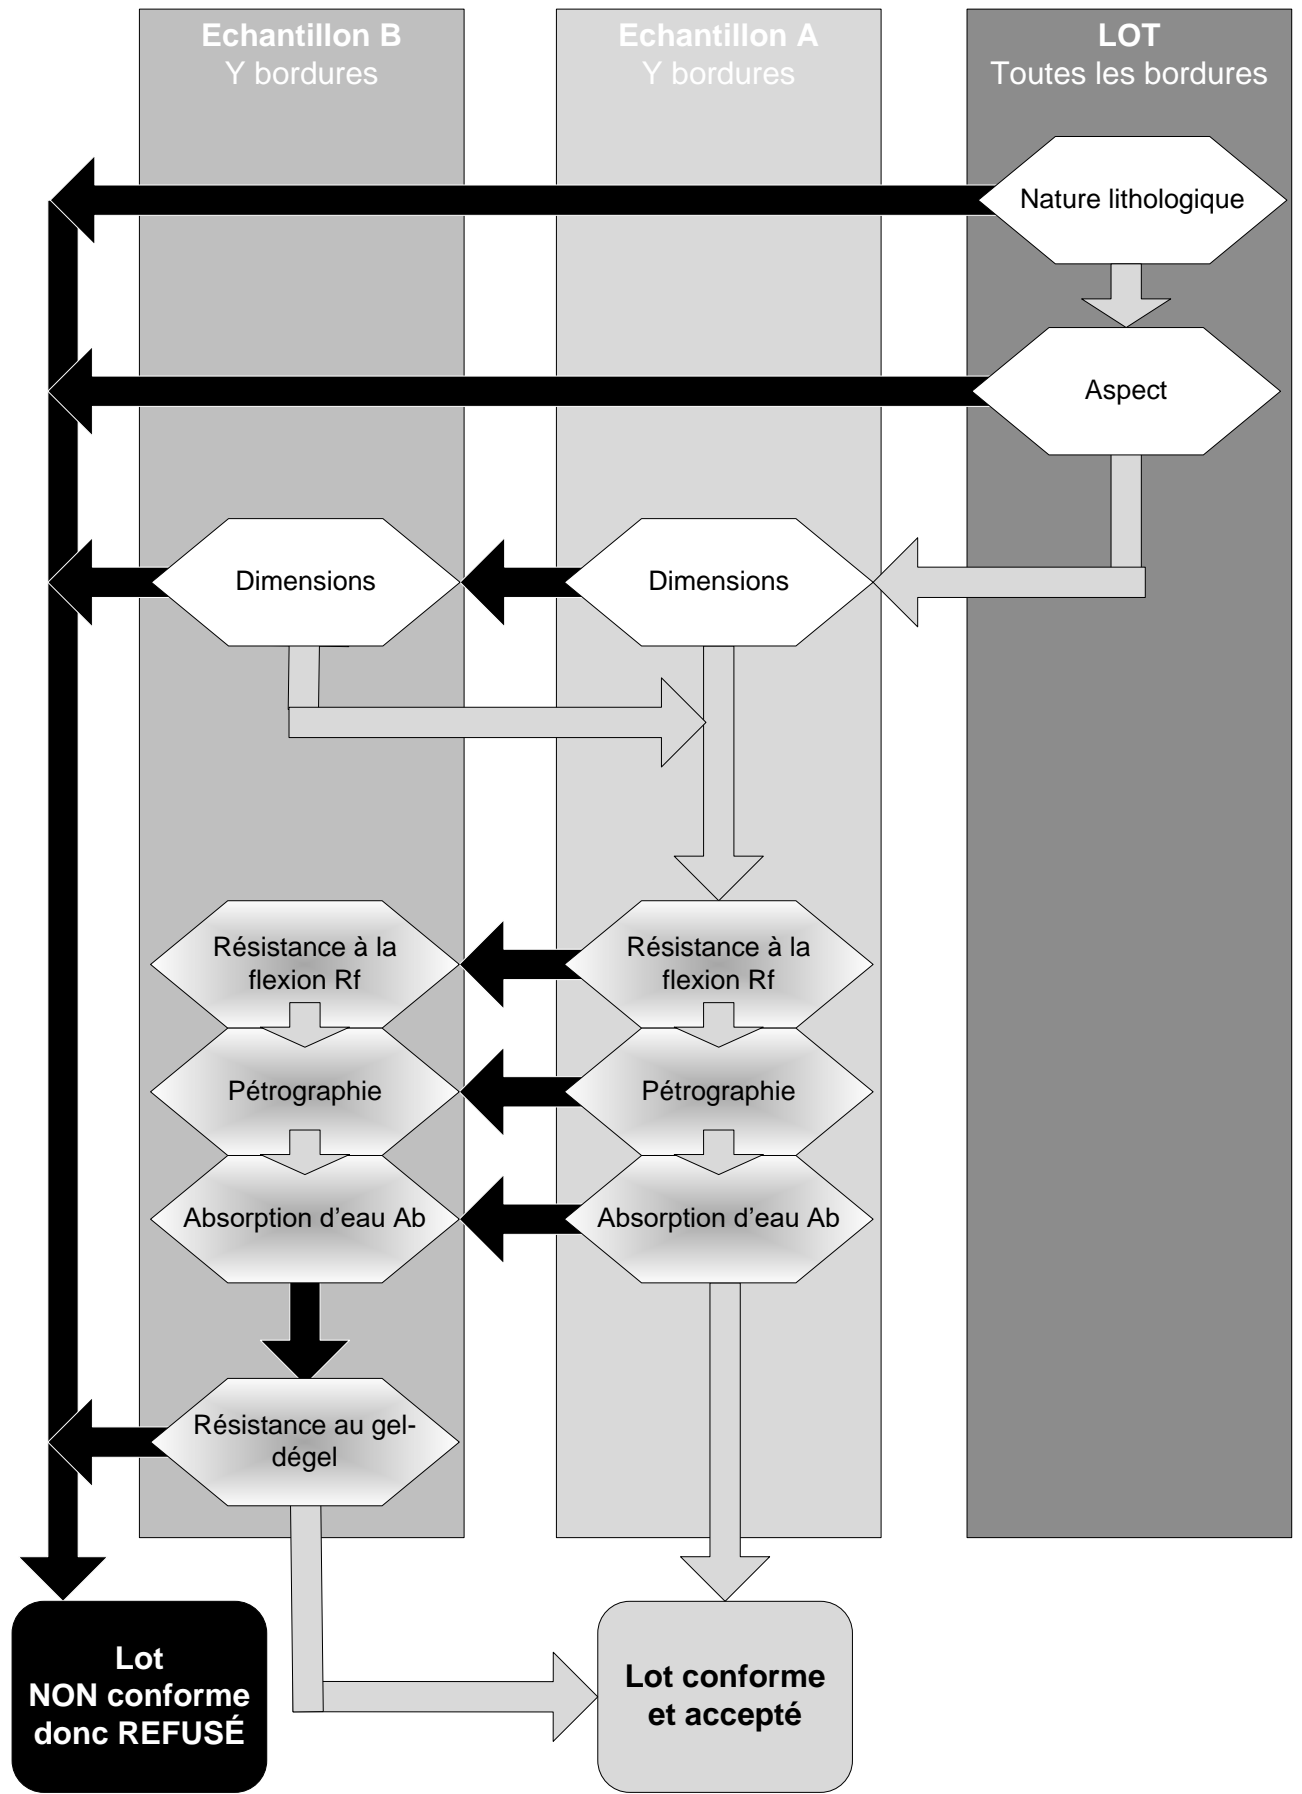 Echantillon B
Y bordures
Echantillon A
Y bordures
LOT
Toutes les bordures
Nature lithologique
Aspect
Dimensions
Dimensions
Résistance à la
flexion Rf
Résistance à la
flexion Rf
Pétrographie
Pétrographie
Absorption d’eau Ab
Absorption d’eau Ab
Résistance au gel-
dégel
Lot
NON conforme
donc REFUSÉ
Lot conforme
et accepté